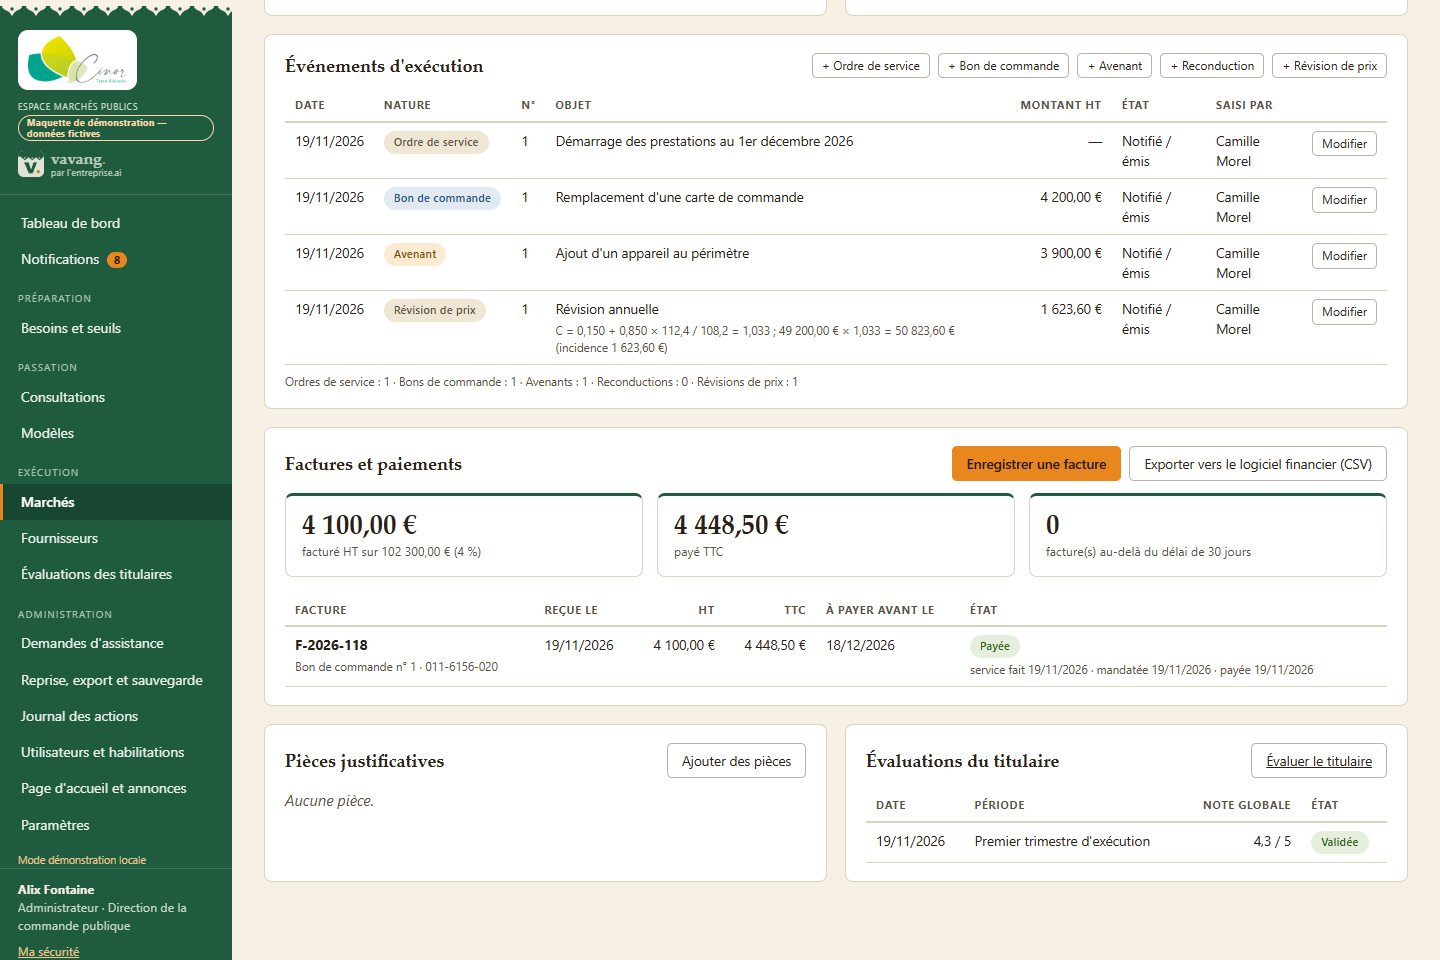 Cinor
Terre d'Avenir
ESPACE MARCHÉS PUBLICS
Maquette de démonstration —
données fictives
vavang.
par l'entreprise.ai
Tableau de bord
Notifications 8
PRÉPARATION
Besoins et seuils
PASSATION
Consultations
Modèles
EXÉCUTION
Marchés
Fournisseurs
Évaluations des titulaires
ADMINISTRATION
Demandes d'assistance
Reprise, export et sauvegarde
Journal des actions
Utilisateurs et habilitations
Page d'accueil et annonces
Paramètres
Mode démonstration locale
Alix Fontaine
Administrateur · Direction de la
commande publique
Ma sécurité
Événements d'exécution
+ Ordre de service + Bon de commande + Avenant + Reconduction + Révision de prix
DATE NATURE N° OBJET MONTANT HT ÉTAT SAISI PAR
19/11/2026 Ordre de service 1 Démarrage des prestations au 1er décembre 2026 — Notifié / Camille Modifier
émis Morel
19/11/2026 Bon de commande 1 Remplacement d'une carte de commande 4 200,00 € Notifié / Camille Modifier
émis Morel
19/11/2026 Avenant 1 Ajout d'un appareil au périmètre 3 900,00 € Notifié / Camille Modifier
émis Morel
19/11/2026 Révision de prix 1 Révision annuelle 1 623,60 € Notifié / Camille Modifier
émis Morel
C = 0,150 + 0,850 × 112,4 / 108,2 = 1,033 ; 49 200,00 € × 1,033 = 50 823,60 €
(incidence 1 623,60 €)
Ordres de service : 1 · Bons de commande : 1 · Avenants : 1 · Reconductions : 0 · Révisions de prix : 1
Factures et paiements
Enregistrer une facture Exporter vers le logiciel financier (CSV)
4 100,00 €
facturé HT sur 102 300,00 € (4 %)
4 448,50 €
payé TTC
0
facture(s) au-delà du délai de 30 jours
FACTURE REÇUE LE HT TTC À PAYER AVANT LE ÉTAT
F-2026-118 19/11/2026 4 100,00 € 4 448,50 € 18/12/2026 Payée
Bon de commande n° 1 · 011-6156-020 service fait 19/11/2026 · mandatée 19/11/2026 · payée 19/11/2026
Pièces justificatives
Ajouter des pièces
Aucune pièce.
Évaluations du titulaire
Évaluer le titulaire
DATE PÉRIODE NOTE GLOBALE ÉTAT
19/11/2026 Premier trimestre d'exécution 4,3 / 5 Validée